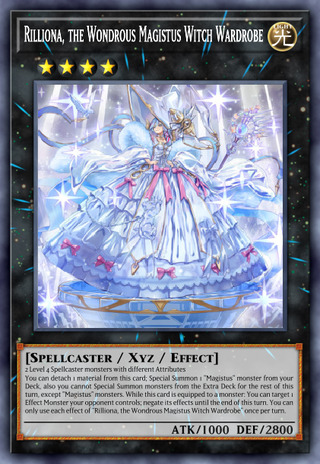 Rilliona, the Wondrous Magistus Witch Wardrobe
LIGHT
光
[Spellcaster / Xyz / Effect]
2 Level 4 Spellcaster monsters with different Attributes
You can detach 1 material from this card; Special Summon 1 "Magistus" monster from your
Deck, also you cannot Special Summon monsters from the Extra Deck for the rest of this
turn, except "Magistus" monsters. While this card is equipped to a monster: You can target 1
Effect Monster your opponent controls; negate its effects until the end of this turn. You can
only use each effect of "Rilliona, the Wondrous Magistus Witch Wardrobe" once per turn.
ATK/1000 DEF/2800